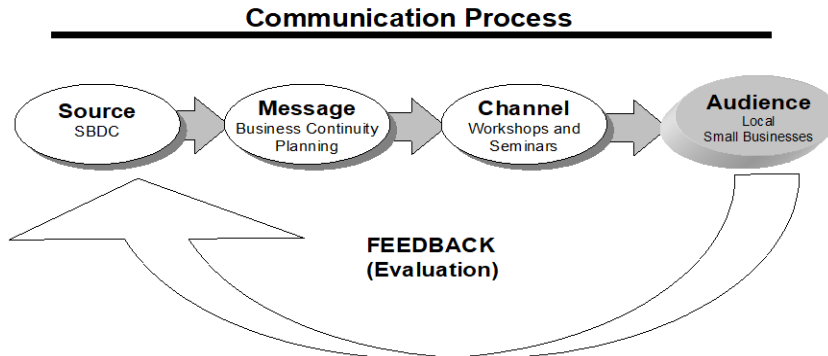 Communication Process
Source
SBDC
Message
Business Continuity
Planning
Channel
Workshops and
Seminars
Audience
Local
Small Businesses
FEEDBACK
(Evaluation)